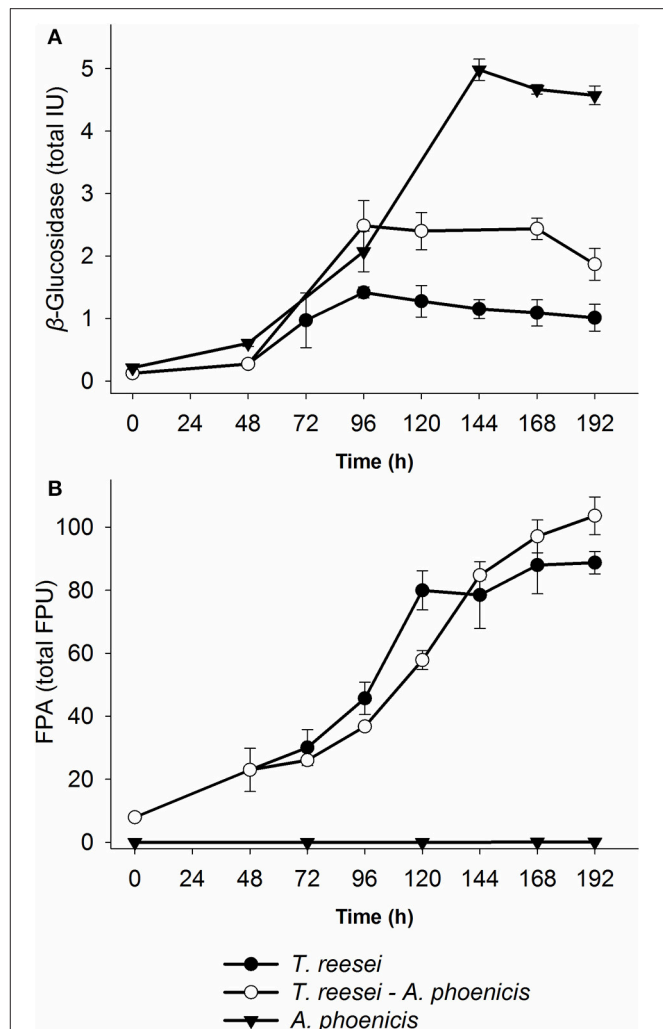 A
β-Glucosidase (total IU)
5
4
3
2
1
0
0 24 48 72 96 120 144 168 192
Time (h)
B
FPA (total FPU)
100
80
60
40
20
0
0 24 48 72 96 120 144 168 192
Time (h)
T. reesei
T. reesei - A. phoenicis
A. phoenicis